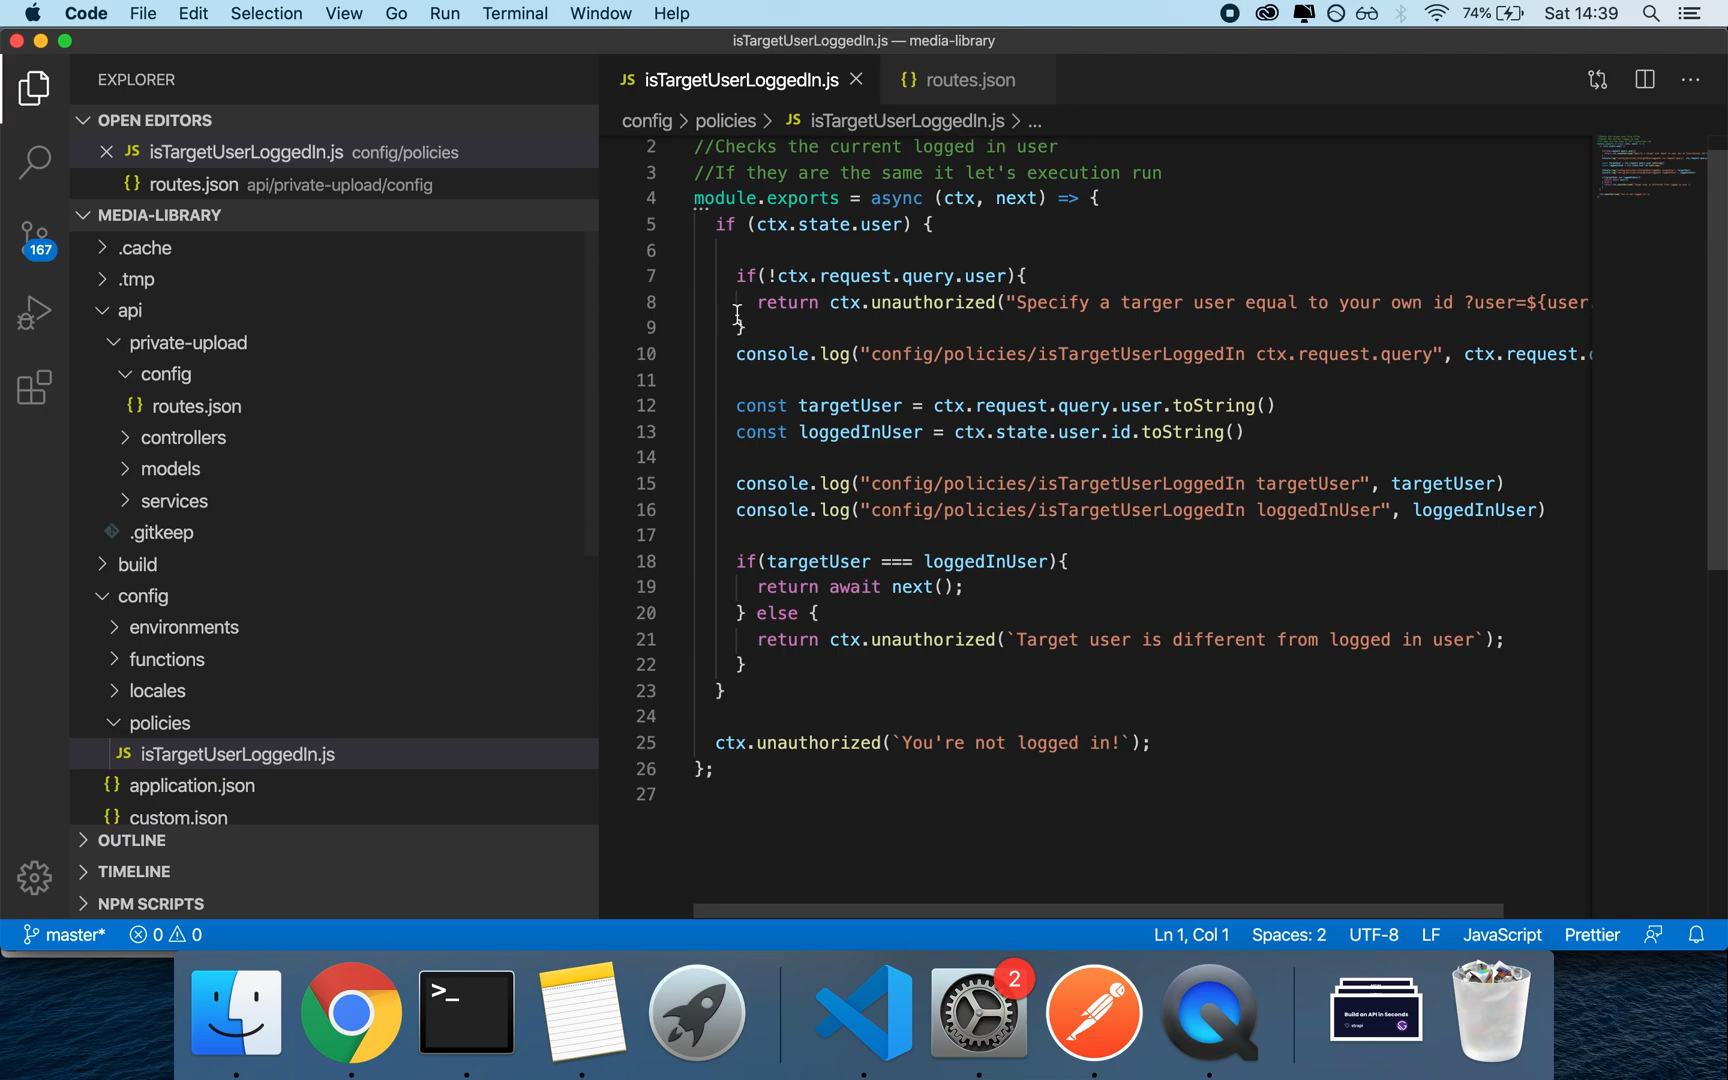 Code File Edit Selection View Go Run Terminal Window Help 74% Sat 14:39
isTargetUserLoggedIn.js — media-library
EXPLORER
OPEN EDITORS
JS isTargetUserLoggedIn.js config/policies
{} routes.json api/private-upload/config
MEDIA-LIBRARY
.cache
.tmp
api
private-upload
config
{} routes.json
controllers
models
services
.gitkeep
build
config
environments
functions
locales
policies
JS isTargetUserLoggedIn.js
{} application.json
{} custom.json
OUTLINE
TIMELINE
NPM SCRIPTS
167
JS isTargetUserLoggedIn.js
{} routes.json
config > policies > JS isTargetUserLoggedIn.js > ...
2 //Checks the current logged in user
3 //If they are the same it let's execution run
4 module.exports = async (ctx, next) => {
5 if (ctx.state.user) {
6
7 if(!ctx.request.query.user){
8 return ctx.unauthorized("Specify a targer user equal to your own id ?user=${user
9 }
10 console.log("config/policies/isTargetUserLoggedIn ctx.request.query", ctx.request.
11
12 const targetUser = ctx.request.query.user.toString()
13 const loggedInUser = ctx.state.user.id.toString()
14
15 console.log("config/policies/isTargetUserLoggedIn targetUser", targetUser)
16 console.log("config/policies/isTargetUserLoggedIn loggedInUser", loggedInUser)
17
18 if(targetUser === loggedInUser){
19 return await next();
20 } else {
21 return ctx.unauthorized(`Target user is different from logged in user`);
22 }
23 }
24
25 ctx.unauthorized(`You're not logged in!`);
26 };
27
master* 0 0 Ln 1, Col 1 Spaces: 2 UTF-8 LF JavaScript Prettier
>_
2
Build an API in Seconds
strapi